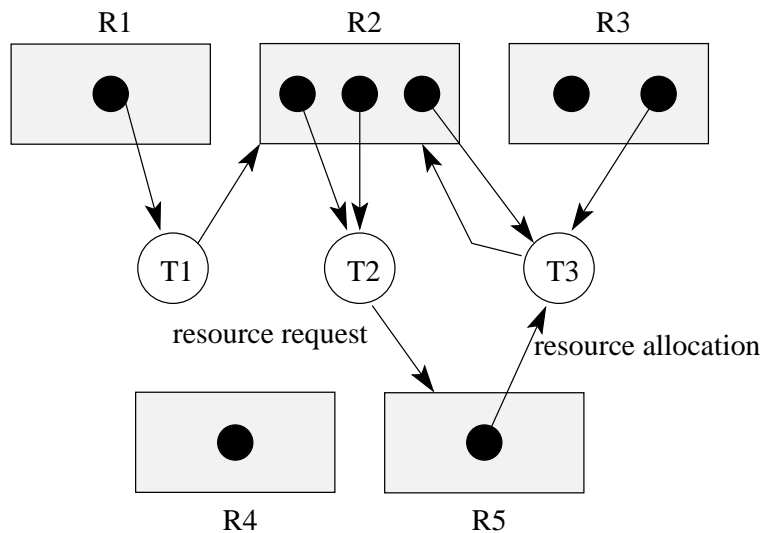 R1
R2
R3
T1
T2
T3
resource request
resource allocation
R4
R5